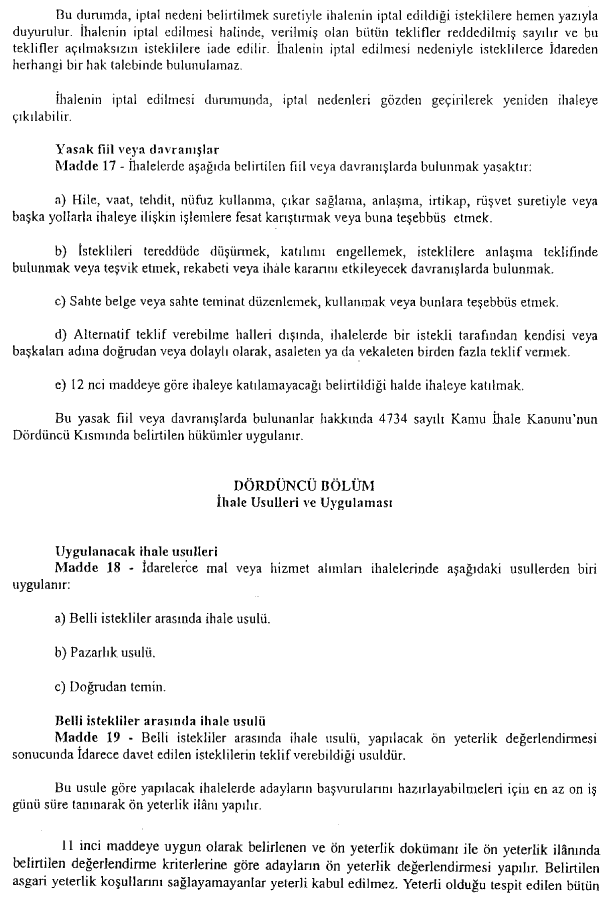 Bu durumda, iptal nedeni belirtilmek suretiyle ihalenin iptal edildiği isteklilere hemen yazıyla
duyurulur. İhalenin iptal edilmesi halinde, verilmiş olan bütün teklifler reddedilmiş sayılır ve bu
teklifler açılmaksızın isteklilere iade edilir. İhalenin iptal edilmesi nedeniyle isteklilerce İdareden
herhangi bir hak talebinde bulunulamaz.
İhalenin iptal edilmesi durumunda, iptal nedenleri gözden geçirilerek yeniden ihaleye
çıkılabilir.
Yasak fiil veya davranışlar
Madde 17 - İhalelerde aşağıda belirtilen fiil veya davranışlarda bulunmak yasaktır:
a) Hile, vaat, tehdit, nüfuz kullanma, çıkar sağlama, anlaşma, irtikap, rüşvet suretiyle veya
başka yollarla ihaleye ilişkin işlemlere fesat karıştırmak veya buna teşebbüs etmek.
b) İsteklileri tereddüde düşürmek, katılımı engellemek, isteklilere anlaşma teklifinde
bulunmak veya teşvik etmek, rekabeti veya ihale kararını etkileyecek davranışlarda bulunmak.
c) Sahte belge veya sahte teminat düzenlemek, kullanmak veya bunlara teşebbüs etmek.
d) Alternatif teklif verebilme halleri dışında, ihalelerde bir istekli tarafından kendisi veya
başkaları adına doğrudan veya dolaylı olarak, asaleten ya da vekaleten birden fazla teklif vermek.
e) 12 nci maddeye göre ihaleye katılamayacağı belirtildiği halde ihaleye katılmak.
Bu yasak fiil veya davranışlarda bulunanlar hakkında 4734 sayılı Kamu İhale Kanunu'nun
Dördüncü Kısmında belirtilen hükümler uygulanır.
DÖRDÜNCÜ BÖLÜM
İhale Usulleri ve Uygulaması
Uygulanacak ihale usulleri
Madde 18 - İdarelerce mal veya hizmet alımları ihalelerinde aşağıdaki usullerden biri
uygulanır:
a) Belli istekliler arasında ihale usulü.
b) Pazarlık usulü.
c) Doğrudan temin.
Belli istekliler arasında ihale usulü
Madde 19 - Belli istekliler arasında ihale usulü, yapılacak ön yeterlik değerlendirmesi
sonucunda İdarece davet edilen isteklilerin teklif verebildiği usuldür.
Bu usule göre yapılacak ihalelerde adayların başvurularını hazırlayabilmeleri için en az on iş
günü süre tanınarak ön yeterlik ilânı yapılır.
11 inci maddeye uygun olarak belirlenen ve ön yeterlik dokümanı ile ön yeterlik ilânında
belirtilen değerlendirme kriterlerine göre adayların ön yeterlik değerlendirmesi yapılır. Belirtilen
asgari yeterlik koşullarını sağlayamayanlar yeterli kabul edilmez. Yeterli olduğu tespit edilen bütün